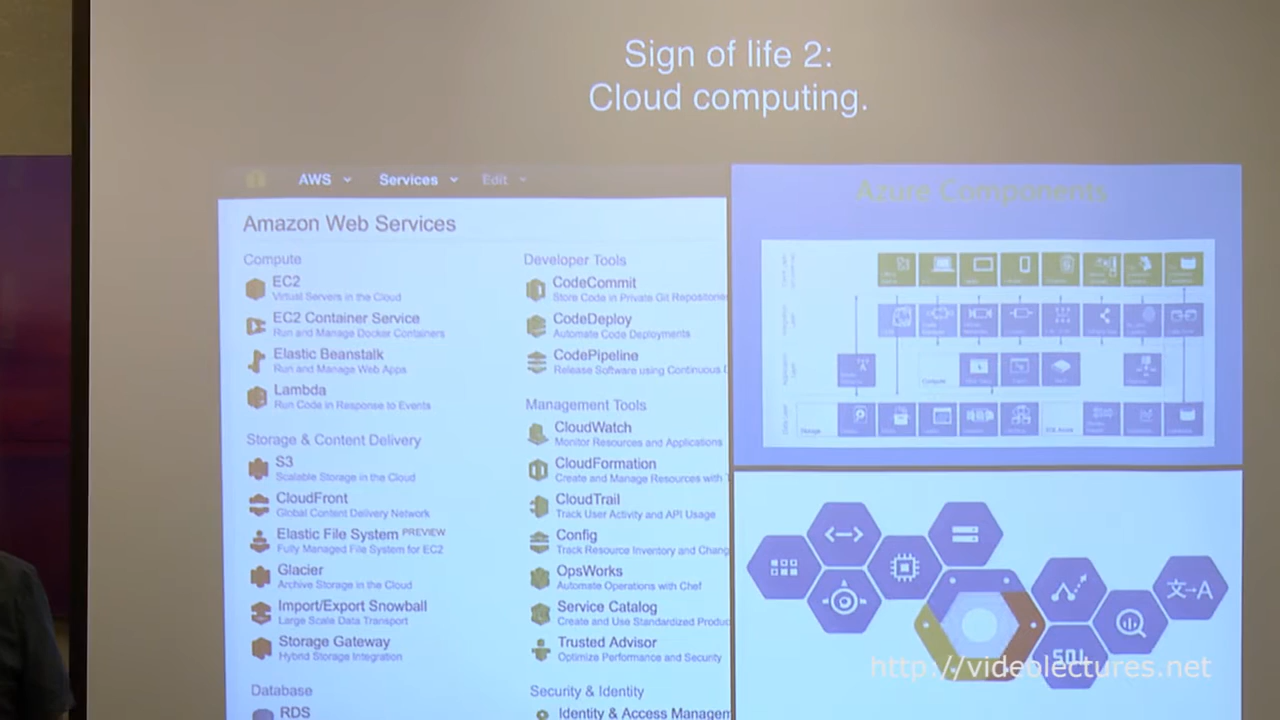 Sign of life 2:
Cloud computing.
AWS Services Edit
Amazon Web Services
Compute
EC2
Virtual Servers in the Cloud
EC2 Container Service
Run and Manage Docker Containers
Elastic Beanstalk
Run and Manage Web Apps
Lambda
Run Code in Response to Events
Storage & Content Delivery
S3
Scalable Storage in the Cloud
CloudFront
Global Content Delivery Network
Elastic File System PREVIEW
Fully Managed File System for EC2
Glacier
Archive Storage in the Cloud
Import/Export Snowball
Large Scale Data Transport
Storage Gateway
Hybrid Storage Integration
Database
RDS
Developer Tools
CodeCommit
Store Code in Private Git Repositories
CodeDeploy
Automate Code Deployments
CodePipeline
Release Software using Continuous
Management Tools
CloudWatch
Monitor Resources and Applications
CloudFormation
Create and Manage Resources with
CloudTrail
Track User Activity and API Usage
Config
Track Resource Inventory and
OpsWorks
Automate Operations with Chef
Service Catalog
Create and Use Standardized
Trusted Advisor
Optimize Performance and Security
Security & Identity
Identity & Access
Azure Components
Compute
Storage
文→A
SQL
http://videolectures.net